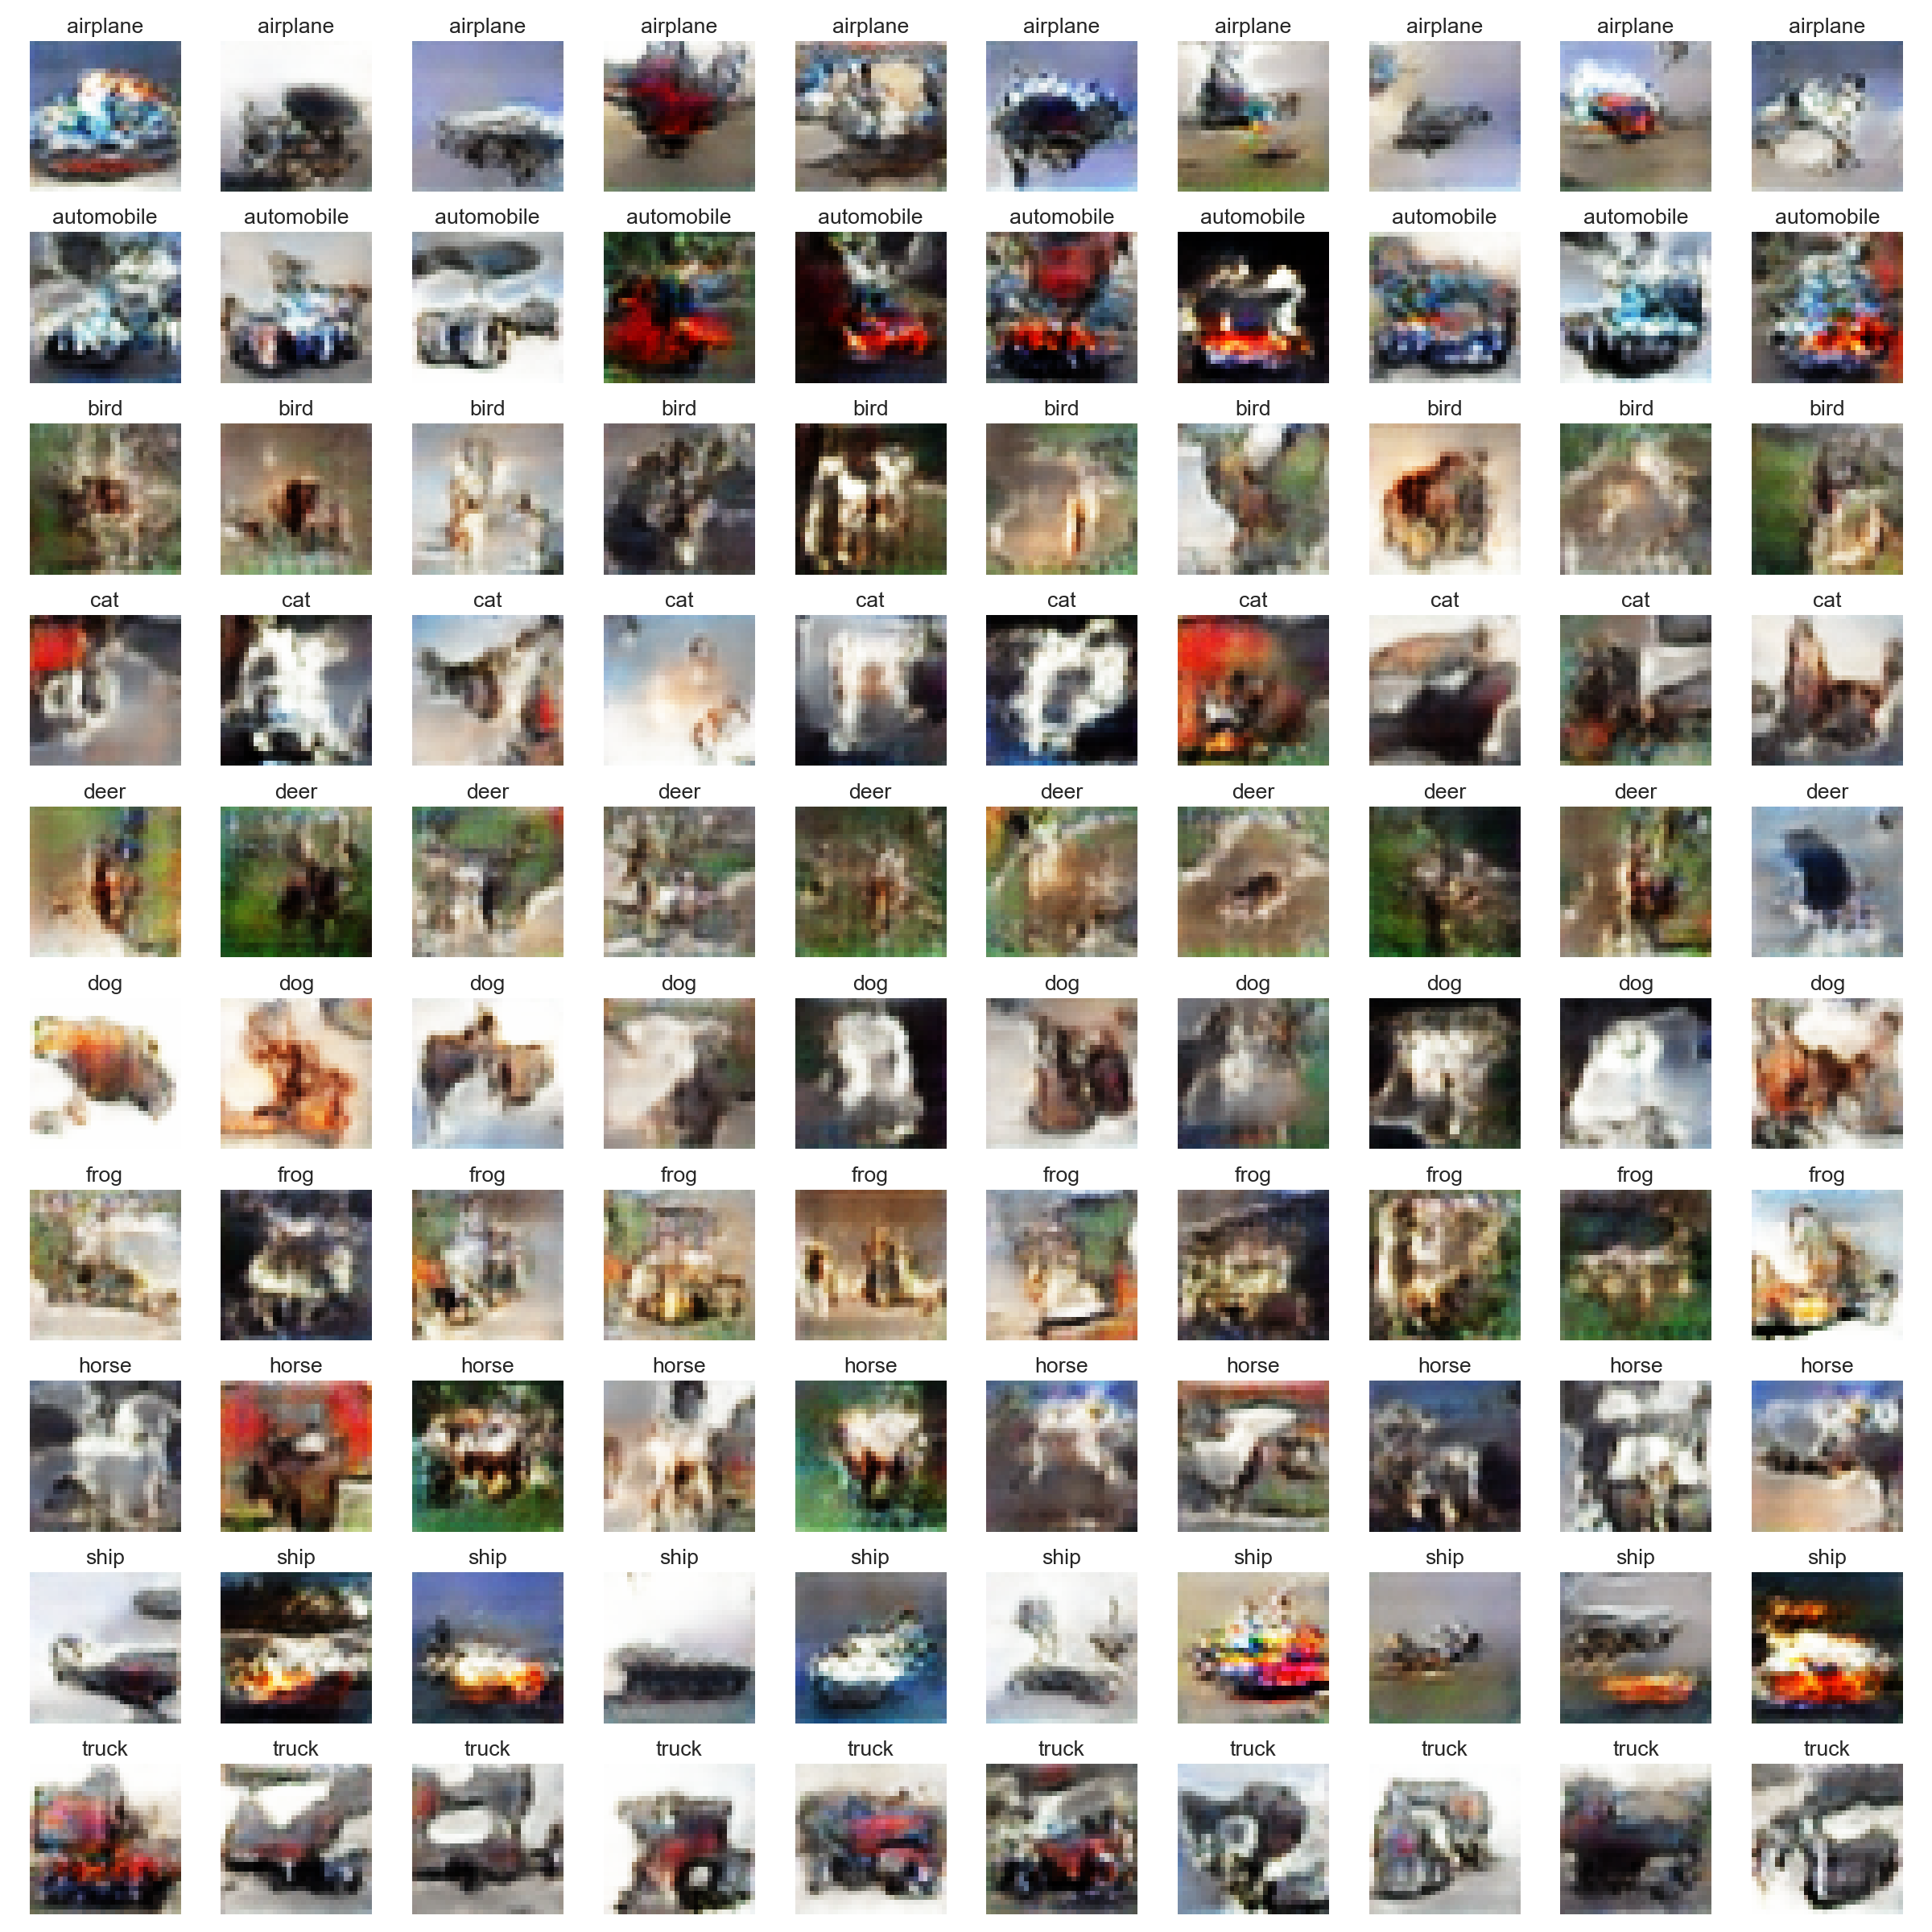 airplane airplane airplane airplane airplane airplane airplane airplane airplane airplane
automobile automobile automobile automobile automobile automobile automobile automobile automobile automobile
bird bird bird bird bird bird bird bird bird bird
cat cat cat cat cat cat cat cat cat cat
deer deer deer deer deer deer deer deer deer deer
dog dog dog dog dog dog dog dog dog dog
frog frog frog frog frog frog frog frog frog frog
horse horse horse horse horse horse horse horse horse horse
ship ship ship ship ship ship ship ship ship ship
truck truck truck truck truck truck truck truck truck truck